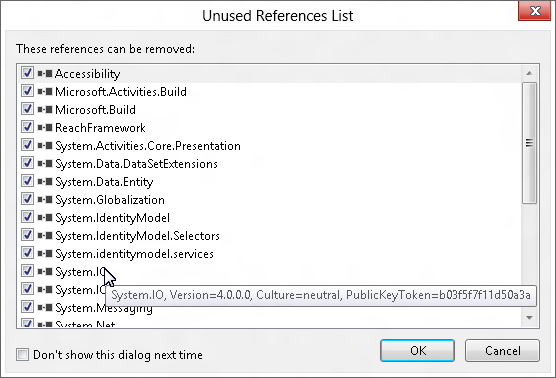 Unused References List
These references can be removed:
Accessibility
Microsoft.Activities.Build
Microsoft.Build
ReachFramework
System.Activities.Core.Presentation
System.Data.DataSetExtensions
System.Data.Entity
System.Globalization
System.IdentityModel
System.IdentityModel.Selectors
System.identitymodel.services
System.IO
System.IO
System.IO, Version=4.0.0.0, Culture=neutral, PublicKeyToken=b03f5f7f11d50a3a
System.Messaging
System.Net
Don't show this dialog next time
OK
Cancel